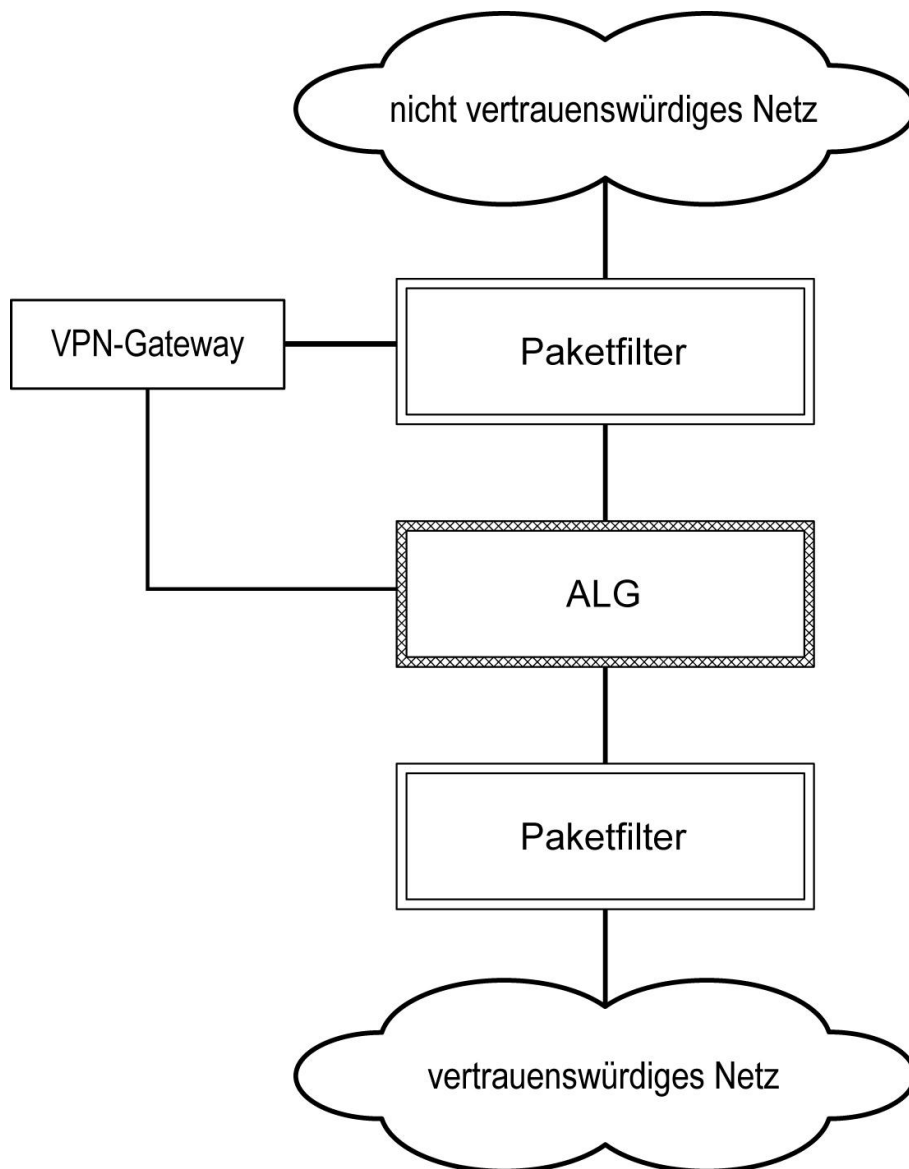 nicht vertrauenswürdiges Netz
VPN-Gateway
Paketfilter
ALG
Paketfilter
vertrauenswürdiges Netz